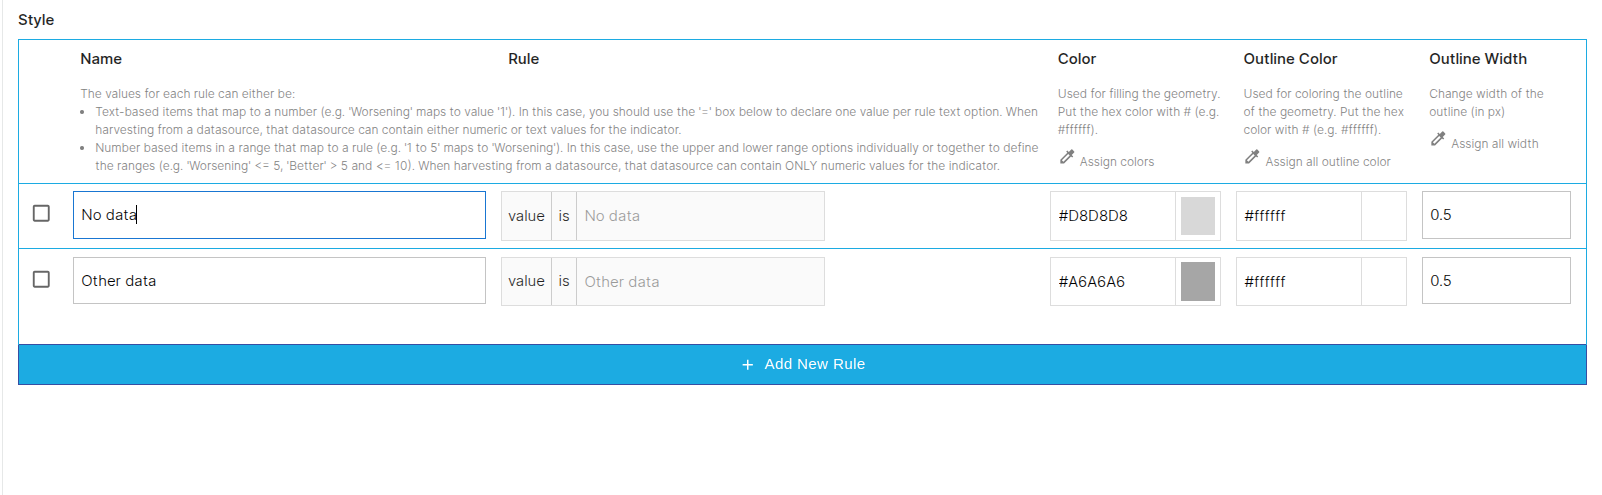 Style
Name Rule Color Outline Color Outline Width
The values for each rule can either be:
• Text-based items that map to a number (e.g. 'Worsening' maps to value '1'). In this case, you should use the '=' box below to declare one value per rule text option. When
harvesting from a datasource, that datasource can contain either numeric or text values for the indicator.
• Number based items in a range that map to a rule (e.g. '1 to 5' maps to 'Worsening'). In this case, use the upper and lower range options individually or together to define
the ranges (e.g. 'Worsening' <= 5, 'Better' > 5 and <= 10). When harvesting from a datasource, that datasource can contain ONLY numeric values for the indicator.
Used for filling the geometry.
Put the hex color with # (e.g.
#ffffff).
Assign colors
Used for coloring the outline
of the geometry. Put the hex
color with # (e.g. #ffffff).
Assign all outline color
Change width of the
outline (in px)
Assign all width
No data value is No data #D8D8D8 #ffffff 0.5
Other data value is Other data #A6A6A6 #ffffff 0.5
+ Add New Rule